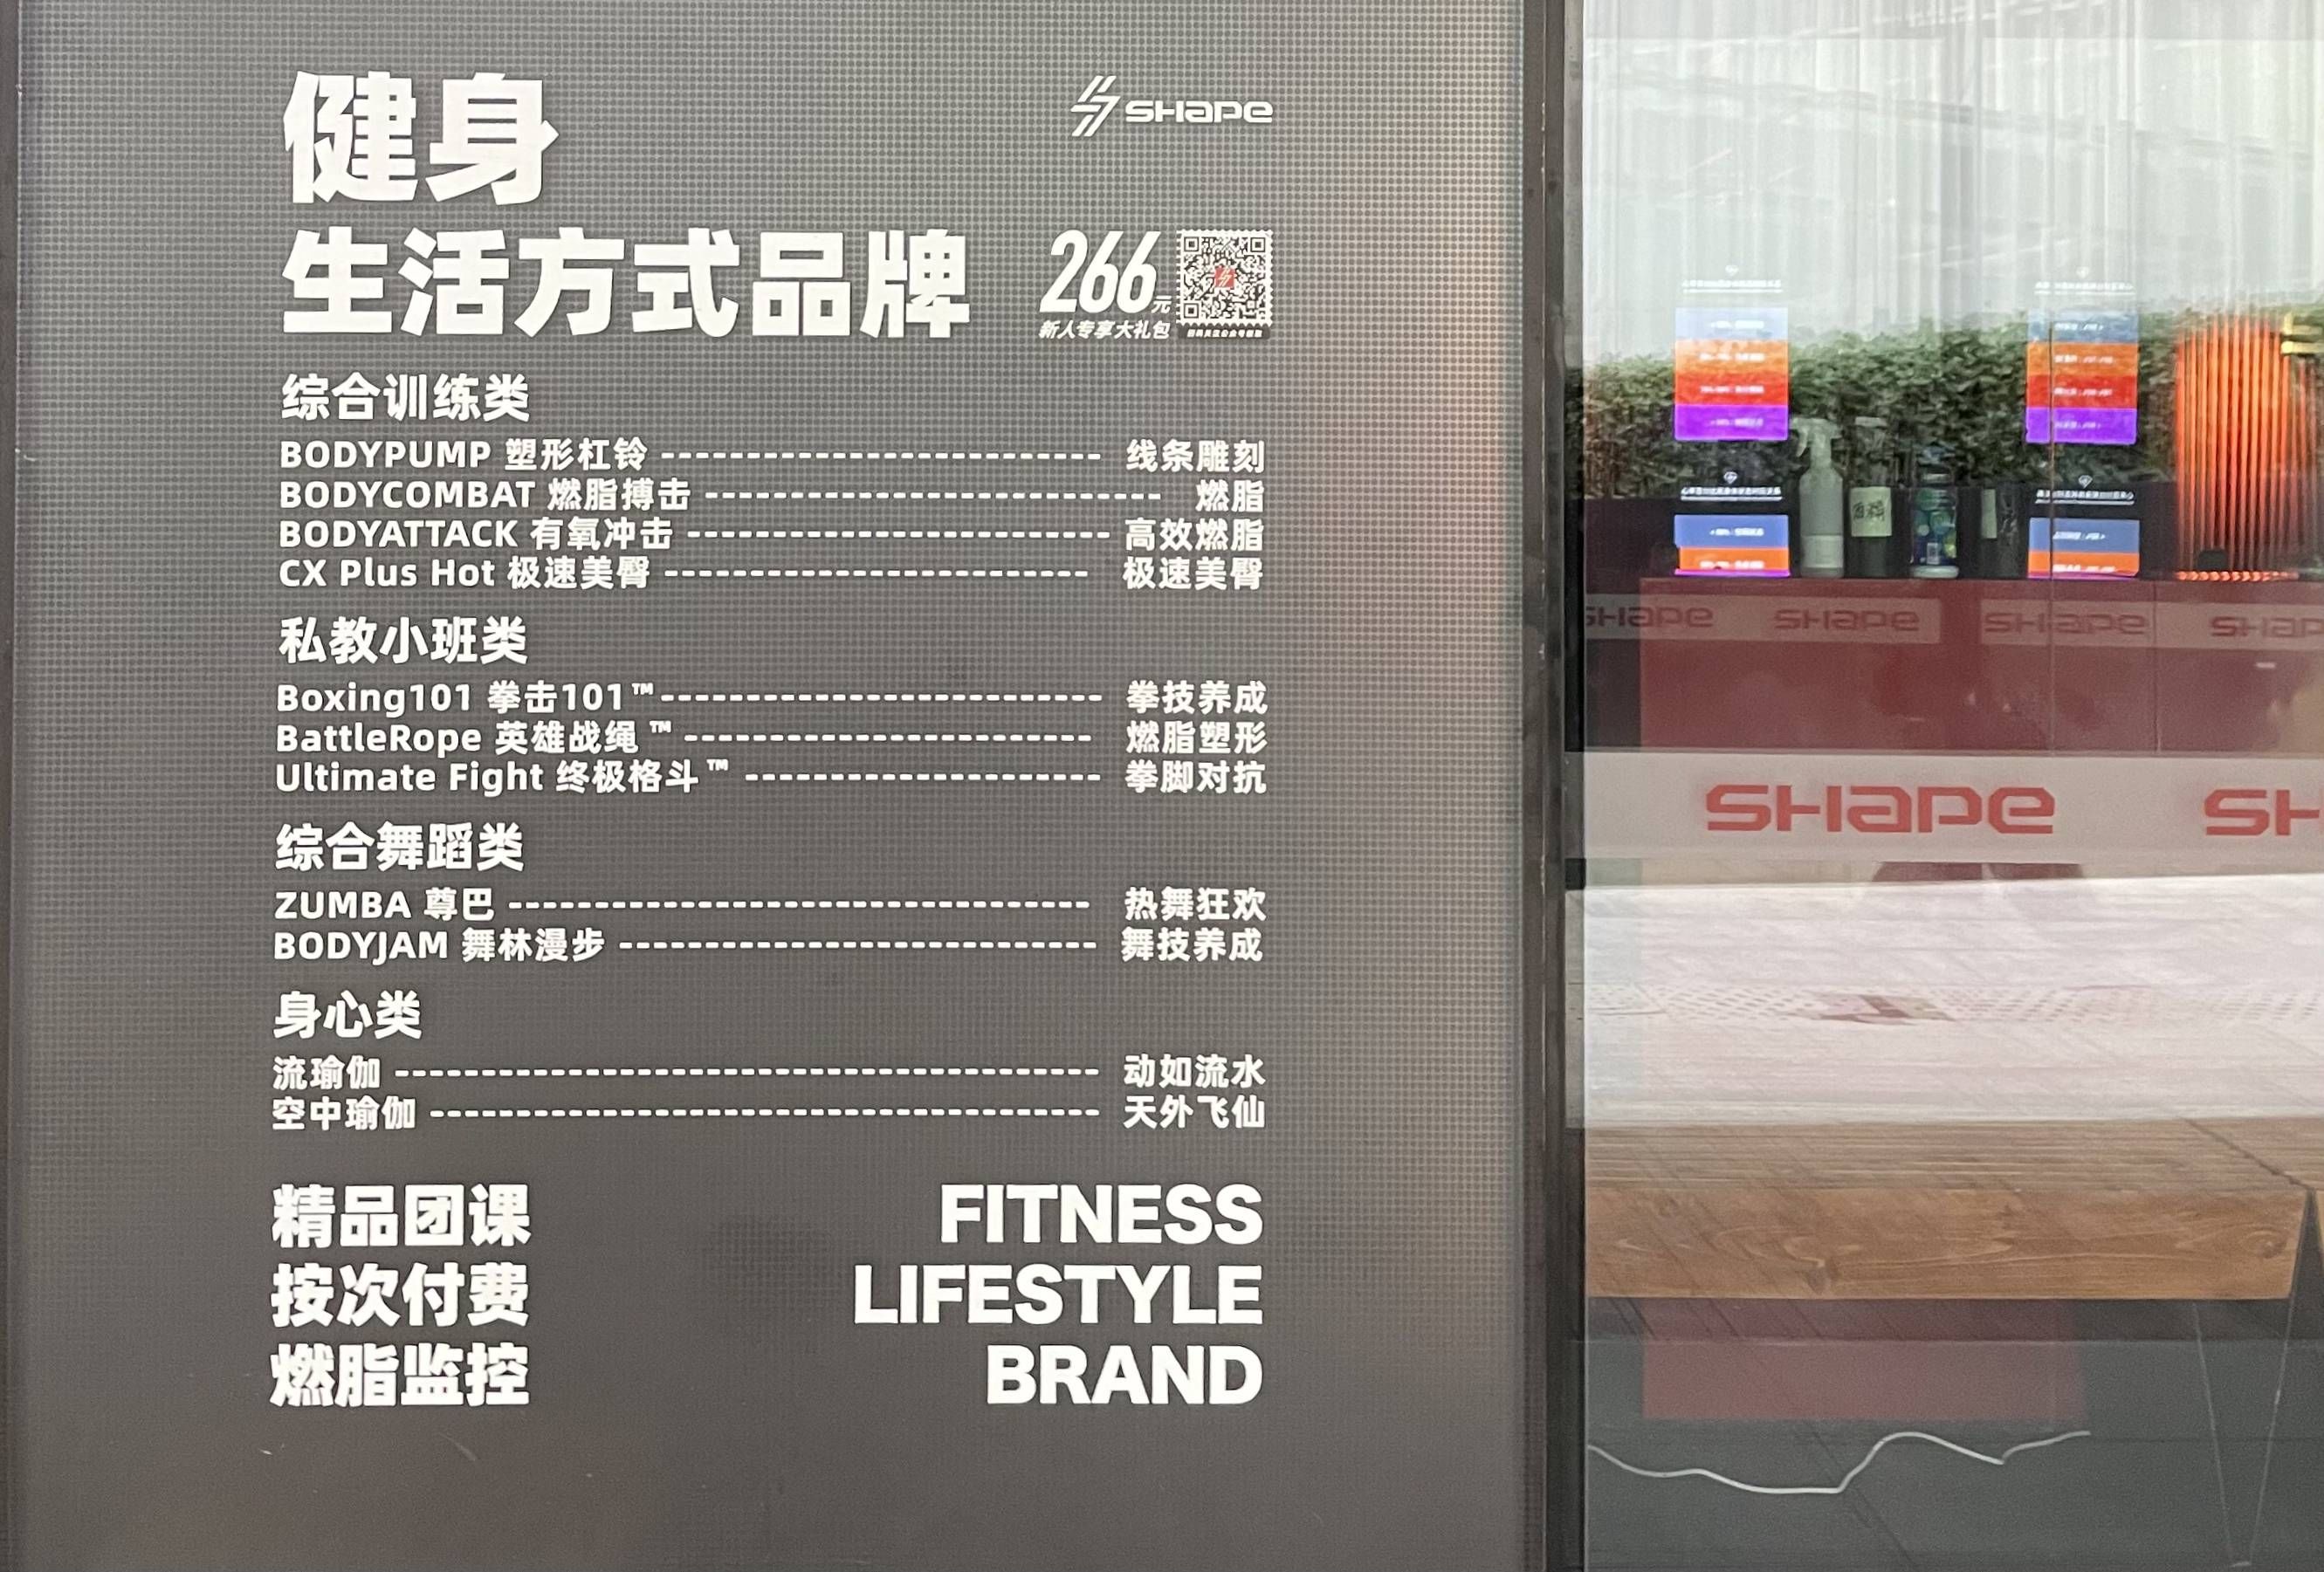 健身
SHAPE
生活方式品牌
266元
新人专享大礼包
综合训练类
BODYPUMP 塑形杠铃 ------------------------------- 线条雕刻
BODYCOMBAT 燃脂搏击 -------------------------------- 燃脂
BODYATTACK 有氧冲击 ------------------------------ 高效燃脂
CX Plus Hot 极速美臀 ------------------------------ 极速美臀
私教小班类
Boxing101 拳击101™------------------------------- 拳技养成
BattleRope 英雄战绳 ™ ----------------------------- 燃脂塑形
Ultimate Fight 终极格斗™ ------------------------- 拳脚对抗
综合舞蹈类
ZUMBA 尊巴 ----------------------------------------- 热舞狂欢
BODYJAM 舞林漫步 ---------------------------------- 舞技养成
身心类
流瑜伽 -------------------------------------------------- 动如流水
空中瑜伽 ----------------------------------------------- 天外飞仙
精品团课
按次付费
燃脂监控
FITNESS
LIFESTYLE
BRAND
SHAPE SHAPE SHAPE SHAP
SHAPE SH